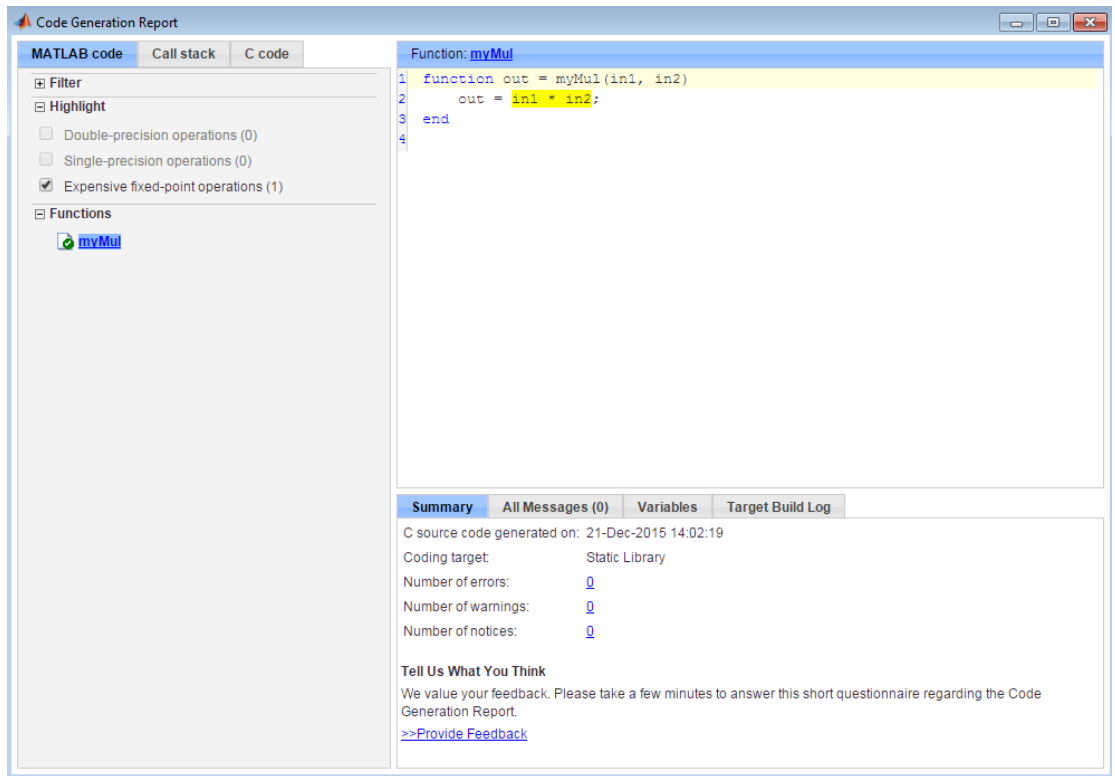 Code Generation Report
MATLAB code Call stack C code
Filter
Highlight
Double-precision operations (0)
Single-precision operations (0)
Expensive fixed-point operations (1)
Functions
myMul
Function: myMul
1 function out = myMul(in1, in2)
2 out = in1 * in2;
3 end
4
Summary All Messages (0) Variables Target Build Log
C source code generated on: 21-Dec-2015 14:02:19
Coding target: Static Library
Number of errors: 0
Number of warnings: 0
Number of notices: 0
Tell Us What You Think
We value your feedback. Please take a few minutes to answer this short questionnaire regarding the Code
Generation Report.
>>Provide Feedback